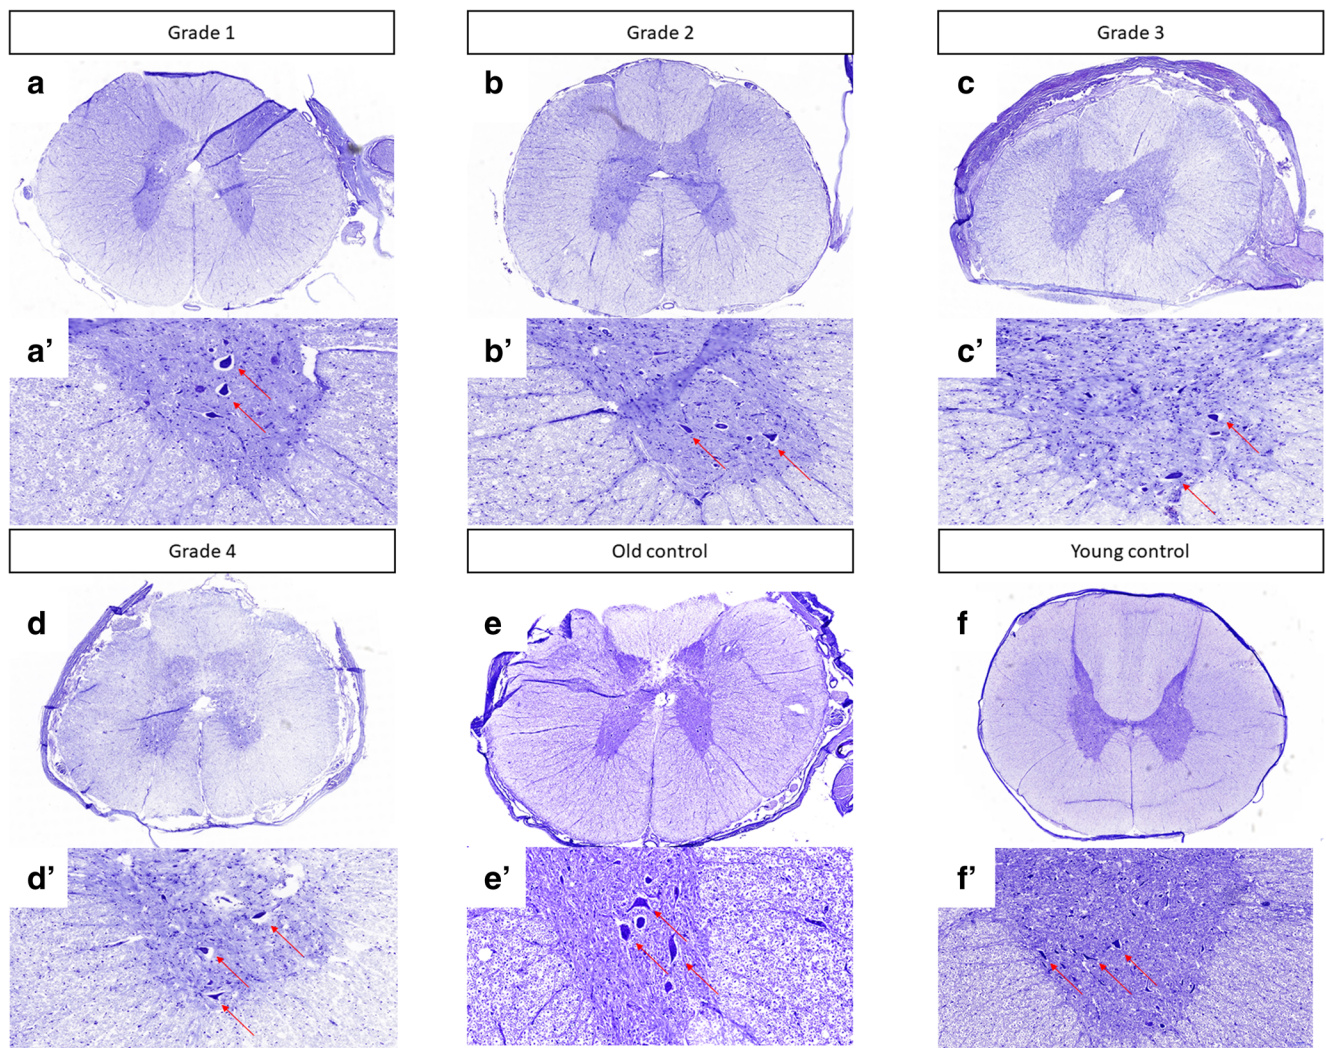 Grade 1
Grade 2
Grade 3
a
b
c
a’
b’
c’
Grade 4
Old control
Young control
d
e
f
d’
e’
f’